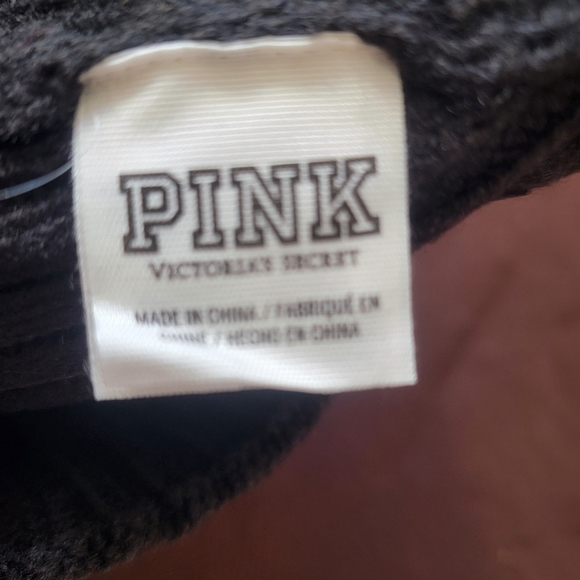 PINK
VICTORIA'S SECRET
MADE IN CHINA / FABRIQUÉ EN
CHINE / HECHO EN CHINA